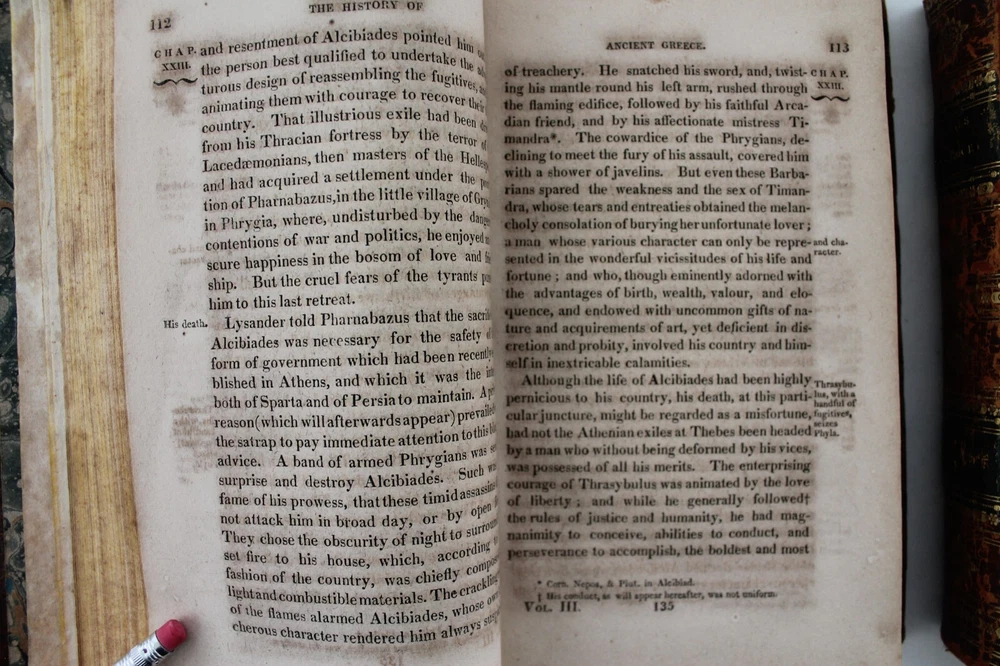 112
THE HISTORY OF
CHAP.
XXIII.
and resentment of Alcibiades pointed him
the person best qualified to undertake the
turous design of reassembling the fugitives,
animating them with courage to recover their
country. That illustrious exile had been
from his Thracian fortress by the terror of
Lacedæmonians, then masters of the
and had acquired a settlement under the
tion of Pharnabazus, in the little village of
in Phrygia, where, undisturbed by the
contentions of war and politics, he enjoyed
scure happiness in the bosom of love and
ship. But the cruel fears of the tyrants
him to this last retreat.
His death.
Lysander told Pharnabazus that the
Alcibiades was necessary for the safety
form of government which had been recently
blished in Athens, and which it was the
both of Sparta and of Persia to maintain. A
reason (which will afterwards appear)
the satrap to pay immediate attention to this
advice. A band of armed Phrygians was
surprise and destroy Alcibiades. Such
fame of his prowess, that these timid assassins
not attack him in broad day, or by open
They chose the obscurity of night to surround
set fire to his house, which, according
fashion of the country, was chiefly
light and combustible materials. The crackling
of the flames alarmed Alcibiades, whose
cherous character rendered him always
ANCIENT GREECE.
113
CHAP.
XXIII.
of treachery. He snatched his sword, and, twist-
ing his mantle round his left arm, rushed through
the flaming edifice, followed by his faithful Arca-
dian friend, and by his affectionate mistress Ti-
mandra*. The cowardice of the Phrygians, de-
clining to meet the fury of his assault, covered him
with a shower of javelins. But even these Barba-
rians spared the weakness and the sex of Timan-
dra, whose tears and entreaties obtained the melan-
choly consolation of burying her unfortunate lover;
a man whose various character can only be repre-
sented in the wonderful vicissitudes of his life and
fortune; and who, though eminently adorned with
the advantages of birth, wealth, valour, and elo-
quence, and endowed with uncommon gifts of na-
ture and acquirements of art, yet deficient in dis-
cretion and probity, involved his country and him-
self in inextricable calamities.
and cha-
racter.
Although the life of Alcibiades had been highly
pernicious to his country, his death, at this parti-
cular juncture, might be regarded as a misfortune,
had not the Athenian exiles at Thebes been headed
by a man who without being deformed by his vices,
was possessed of all his merits. The enterprising
courage of Thrasybulus was animated by the love
of liberty; and while he generally followed†
the rules of justice and humanity, he had mag-
nanimity to conceive, abilities to conduct, and
perseverance to accomplish, the boldest and most
Thrasybu-
lus, with a
handful of
fugitives,
seizes
Phyla.
* Corn. Nepos, & Plut. in Alcibiad.
† His conduct, as will appear hereafter, was not uniform.
VOL. III. 135